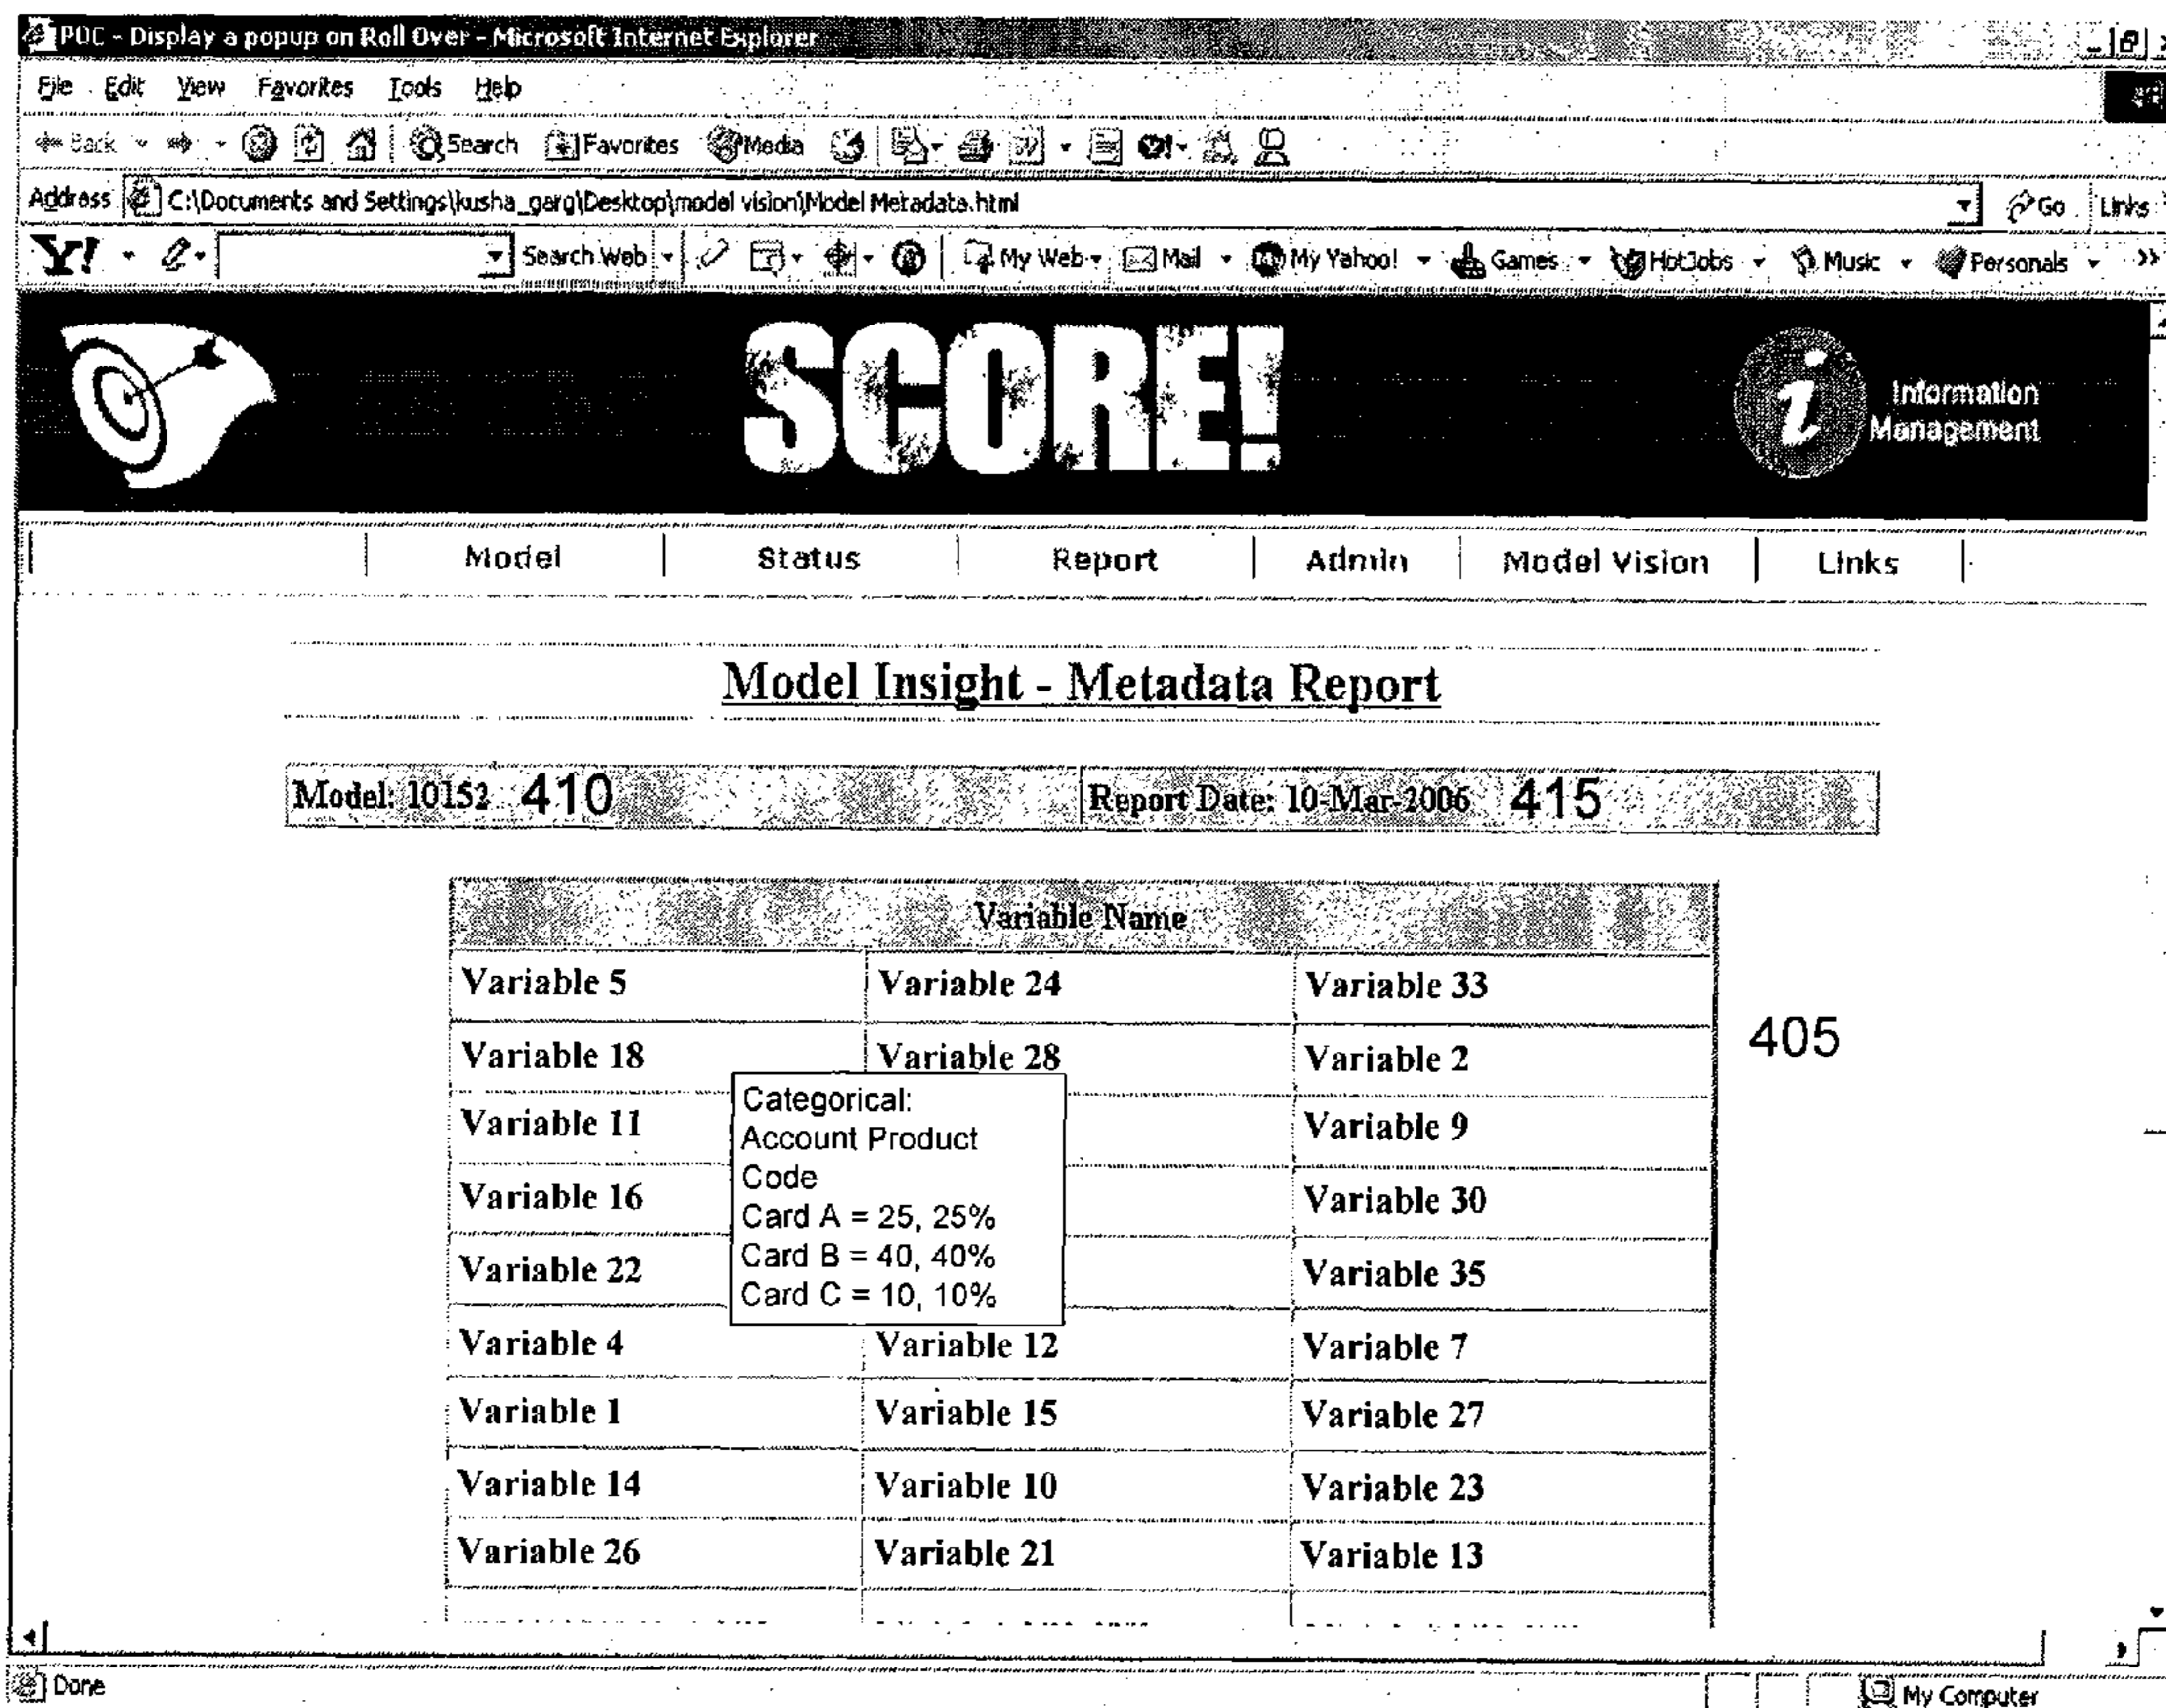 POC - Display a popup on Roll Over - Microsoft Internet Explorer
File Edit View Favorites Tools Help
Back Search Favorites Media
Address C:\Documents and Settings\kusha_garg\Desktop\model vision\Model Metadata.html Go Links
Y! Search Web My Web Mail My Yahoo! Games HotJobs Music Personals >>
SCORE!
i Information
Management
Model Status Report Admin Model Vision Links
Model Insight - Metadata Report
Model: 10152 410 Report Date: 10-Mar-2006 415
Variable Name
Variable 5 Variable 24 Variable 33
405
Variable 18 Variable 28 Variable 2
Categorical:
Variable 11 Account Product Variable 9
Code
Variable 16 Card A = 25, 25% Variable 30
Card B = 40, 40%
Variable 22 Card C = 10, 10% Variable 35
Variable 4 Variable 12 Variable 7
Variable 1 Variable 15 Variable 27
Variable 14 Variable 10 Variable 23
Variable 26 Variable 21 Variable 13
Done My Computer